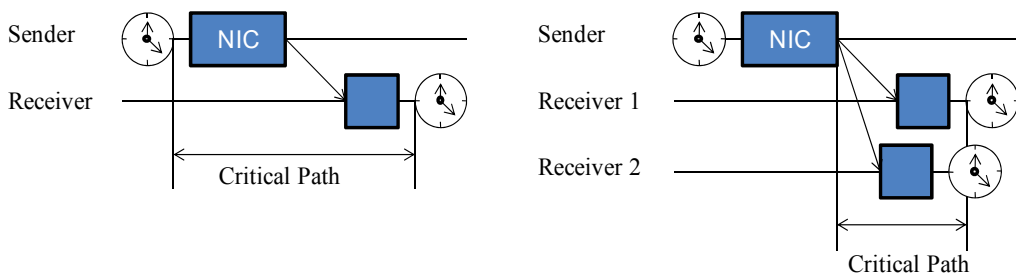 Sender
NIC
Receiver
Critical Path
Sender
NIC
Receiver 1
Receiver 2
Critical Path